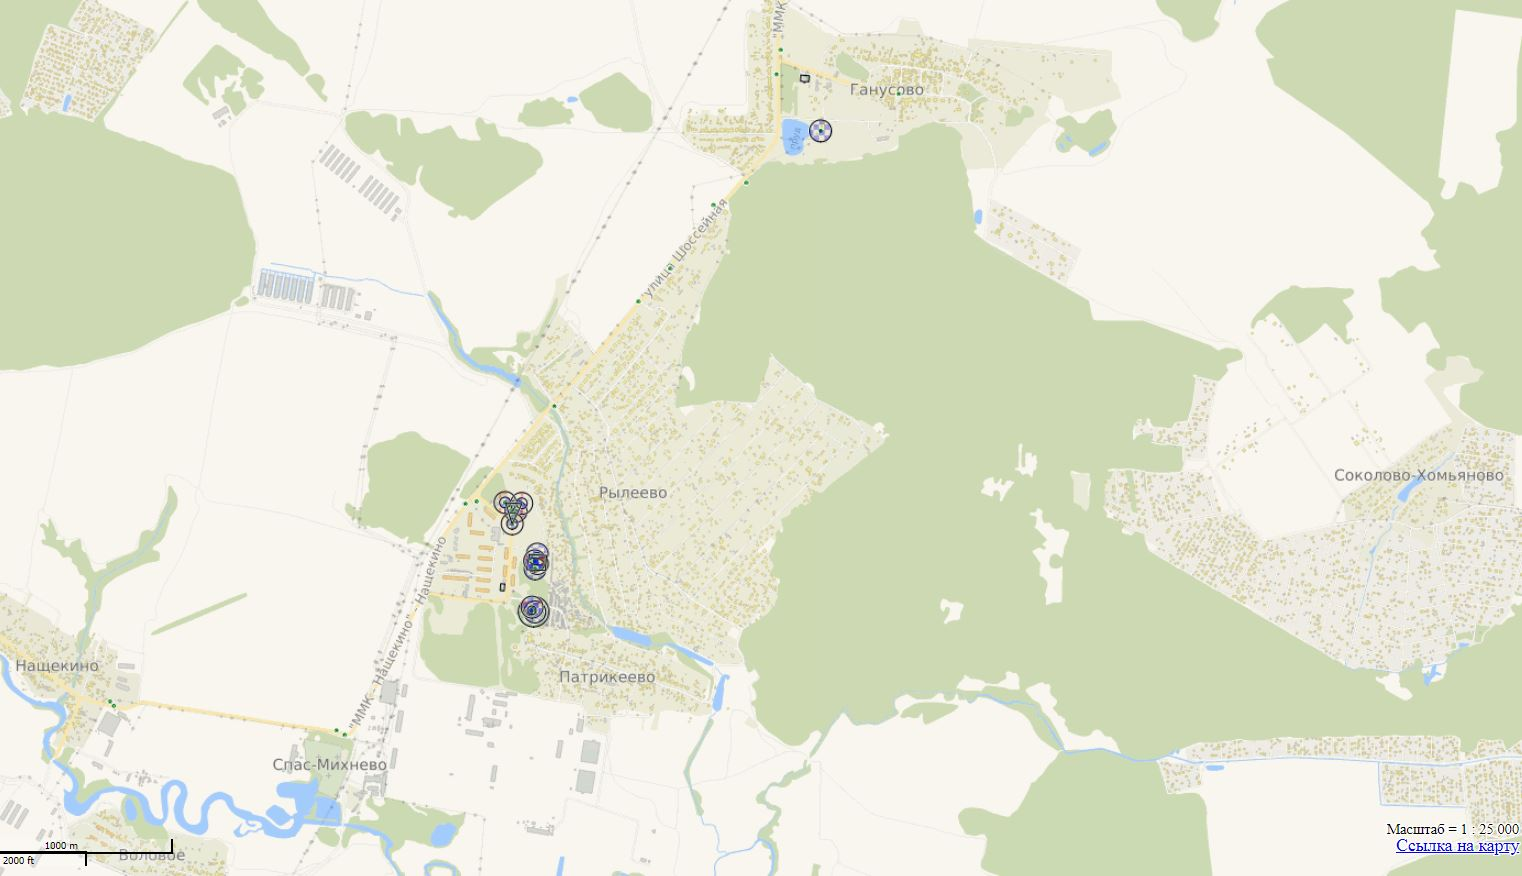 "ММК
Ганусово
Пруд
улица Шоссейная
Рылеево
Соколово-Хомьяново
"ММК - Нащекино" - Нащекино
Нащекино
Патрикеево
Спас-Михнево
Воловое
1000 m
2000 ft
Масштаб = 1 : 25 000
Ссылка на карту